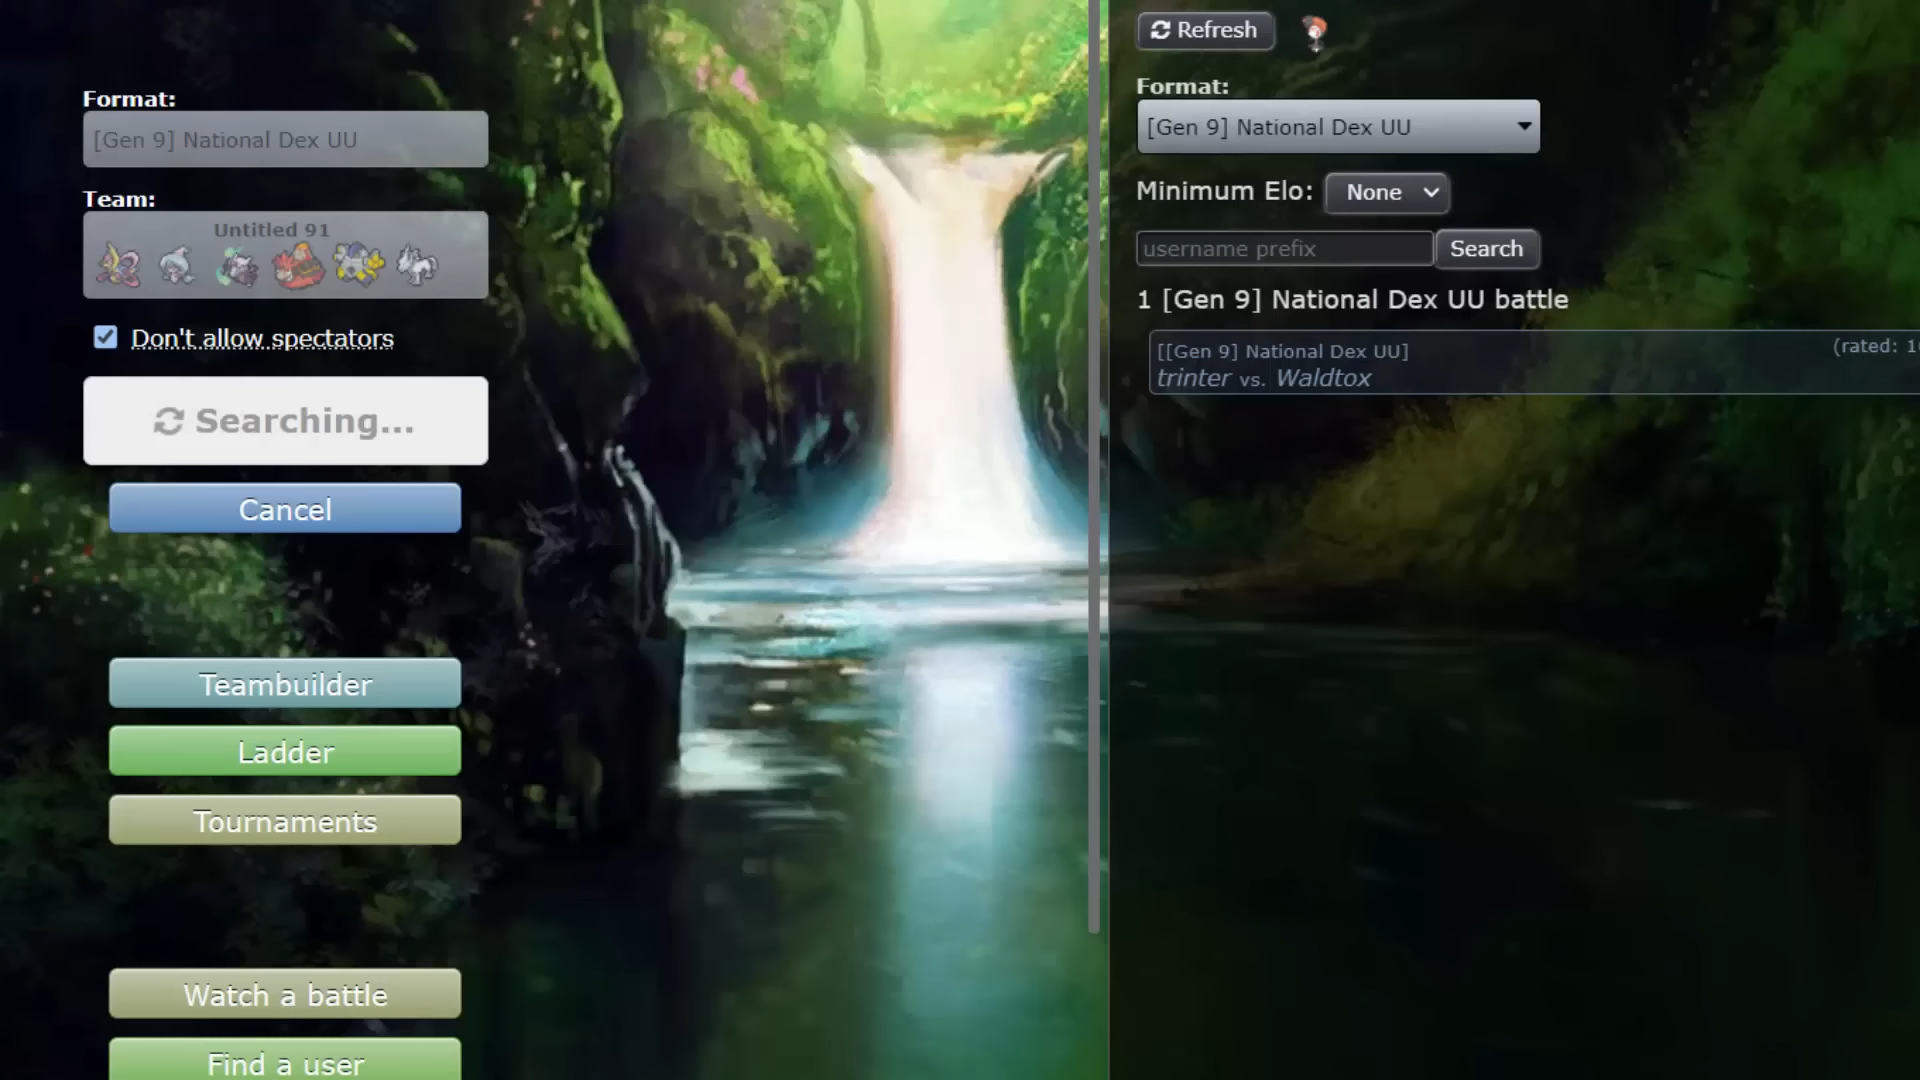 Format:
[Gen 9] National Dex UU
Team:
Untitled 91
Don't allow spectators
Searching...
Cancel
Teambuilder
Ladder
Tournaments
Watch a battle
Find a user
Refresh
Format:
[Gen 9] National Dex UU
Minimum Elo: None
username prefix Search
1 [Gen 9] National Dex UU battle
[[Gen 9] National Dex UU] (rated: 1
trinter vs. Waldtox